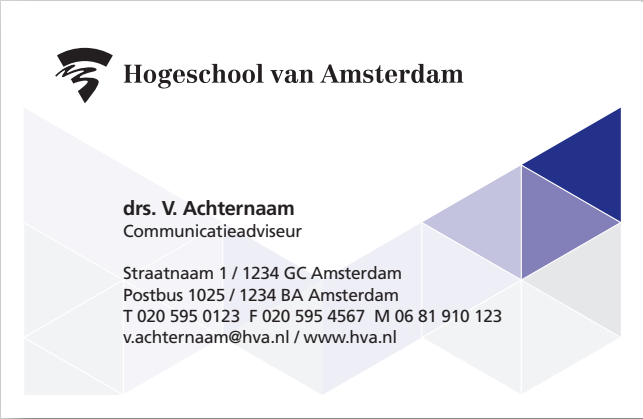 Hogeschool van Amsterdam
drs. V. Achternaam
Communicatieadviseur
Straatnaam 1 / 1234 GC Amsterdam
Postbus 1025 / 1234 BA Amsterdam
T 020 595 0123  F 020 595 4567  M 06 81 910 123
v.achternaam@hva.nl / www.hva.nl